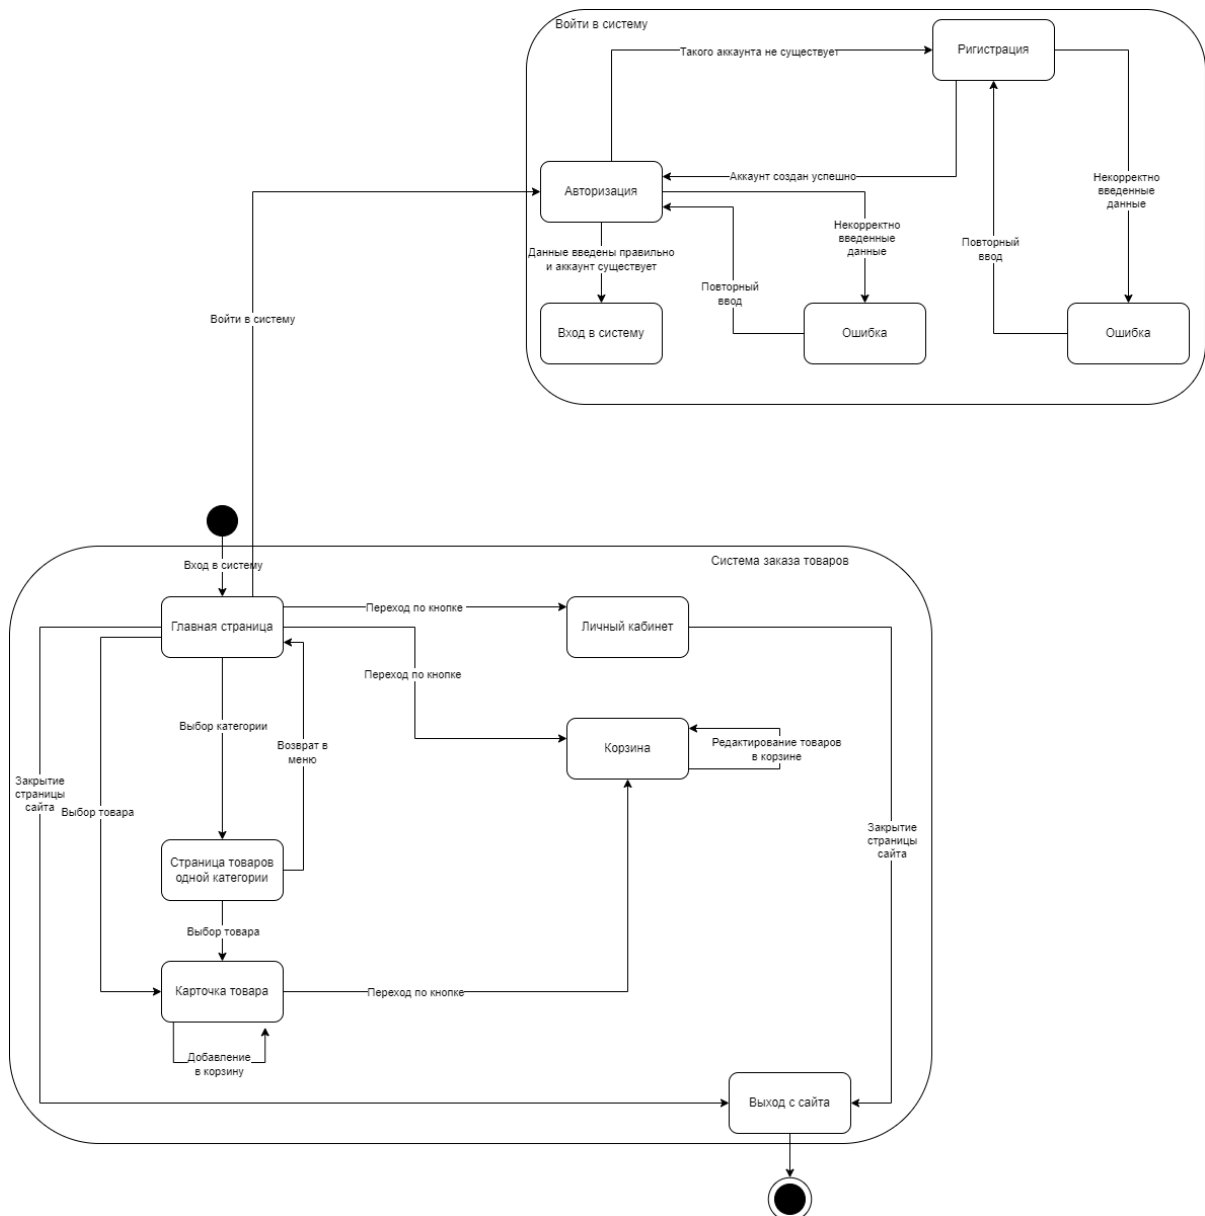 Войти в систему
Такого аккаунта не существует
Ригистрация
Авторизация
Аккаунт создан успешно
Некорректно
введенные
данные
Данные введены правильно
и аккаунт существует
Некорректно
введенные
данные
Повторный
ввод
Повторный
ввод
Войти в систему
Вход в систему
Ошибка
Ошибка
Вход в систему
Система заказа товаров
Главная страница
Переход по кнопке
Личный кабинет
Переход по кнопке
Выбор категории
Возврат в
меню
Корзина
Редактирование товаров
в корзине
Закрытие
страницы
сайта
Выбор товара
Закрытие
страницы
сайта
Страница товаров
одной категории
Выбор товара
Карточка товара
Переход по кнопке
Добавление
в корзину
Выход с сайта